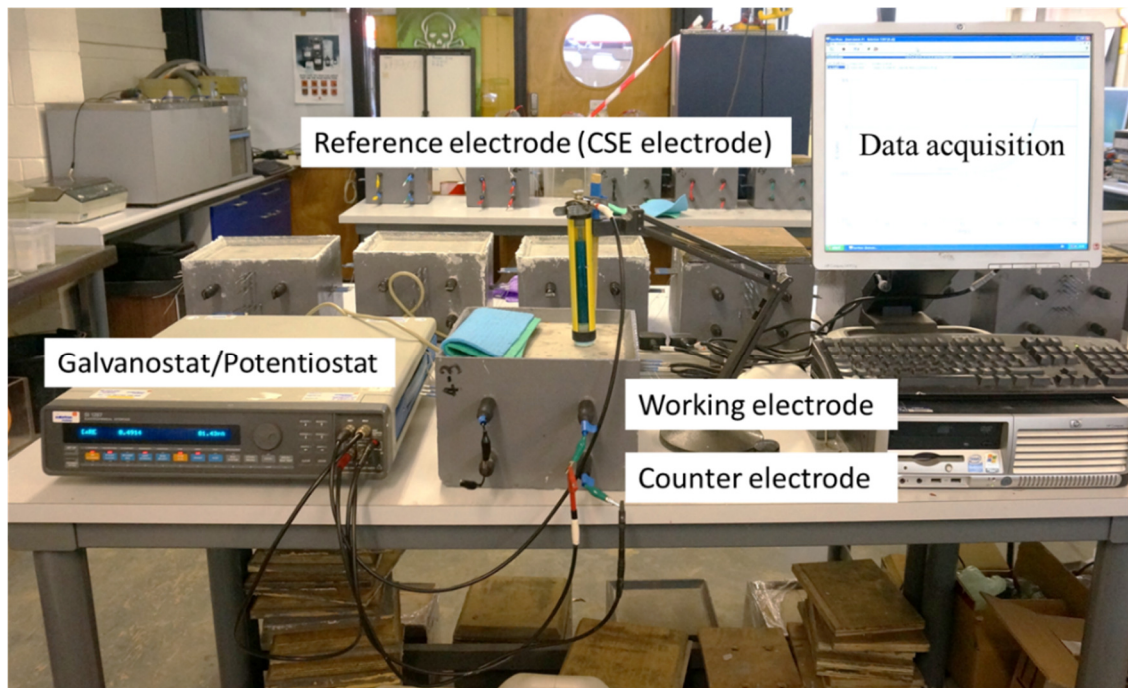 Reference electrode (CSE electrode)
Data acquisition
Galvanostat/Potentiostat
Working electrode
Counter electrode
4-3